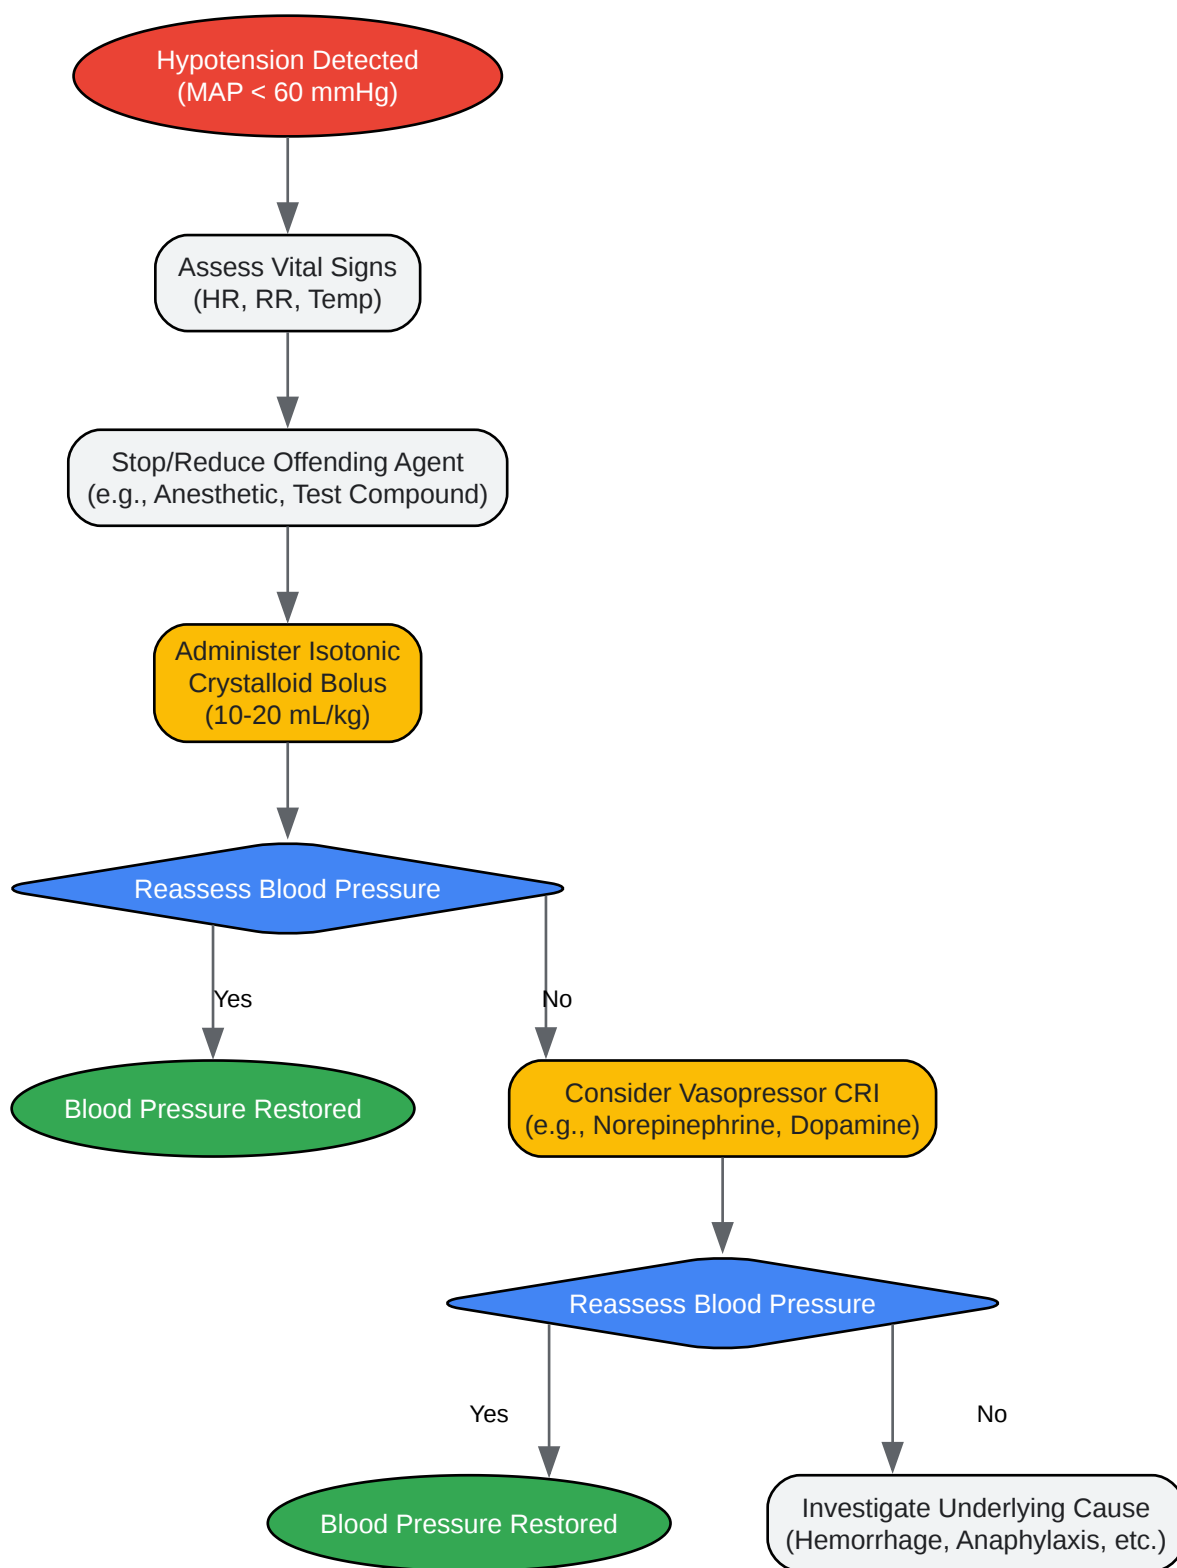 Hypotension Detected
(MAP < 60 mmHg)
Assess Vital Signs
(HR, RR, Temp)
Stop/Reduce Offending Agent
(e.g., Anesthetic, Test Compound)
Administer Isotonic
Crystalloid Bolus
(10-20 mL/kg)
Reassess Blood Pressure
Yes
No
Blood Pressure Restored
Consider Vasopressor CRI
(e.g., Norepinephrine, Dopamine)
Reassess Blood Pressure
Yes
No
Blood Pressure Restored
Investigate Underlying Cause
(Hemorrhage, Anaphylaxis, etc.)